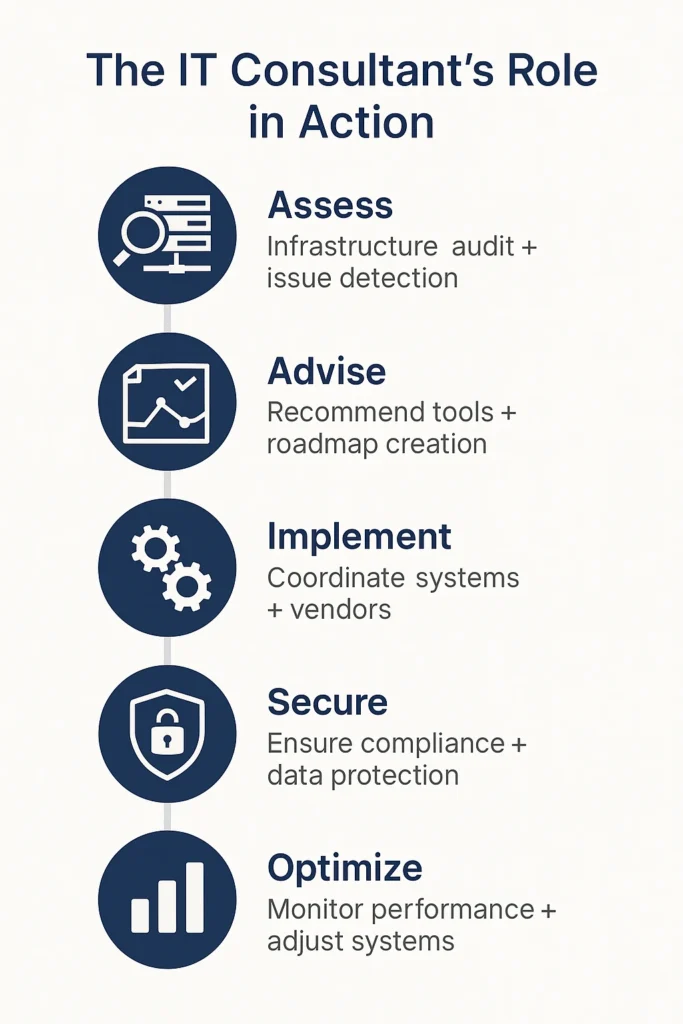 The IT Consultant's Role
in Action
Assess
Infrastructure audit +
issue detection
Advise
Recommend tools +
roadmap creation
Implement
Coordinate systems
+ vendors
Secure
Ensure compliance +
data protection
Optimize
Monitor performance +
adjust systems